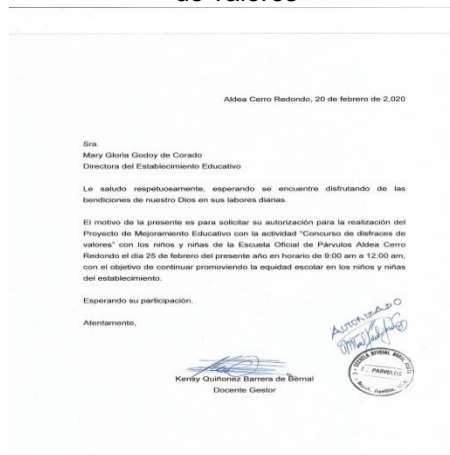 de valores
Aldea Cerro Redondo, 20 de febrero de 2,020
Sra.
Mary Gloria Godoy de Corado
Directora del Establecimiento Educativo
Le saludo respetuosamente, esperando se encuentre disfrutando de las
bendiciones de nuestro Dios en sus labores diarias.
El motivo de la presente es para solicitar su autorización para la realización del
Proyecto de Mejoramiento Educativo con la actividad "Concurso de disfraces de
valores" con los niños y niñas de la Escuela Oficial de Párvulos Aldea Cerro
Redondo el día 25 de febrero del presente año en horario de 9:00 am a 12:00 am,
con el objetivo de continuar promoviendo la equidad escolar en los niños y niñas
del establecimiento.
Esperando su participación.
Atentamente,
AUTORIZADO
ESCUELA OFICIAL RURAL
PARVULOS
Kensy Quiñonez Barrera de Bernal
Docente Gestor